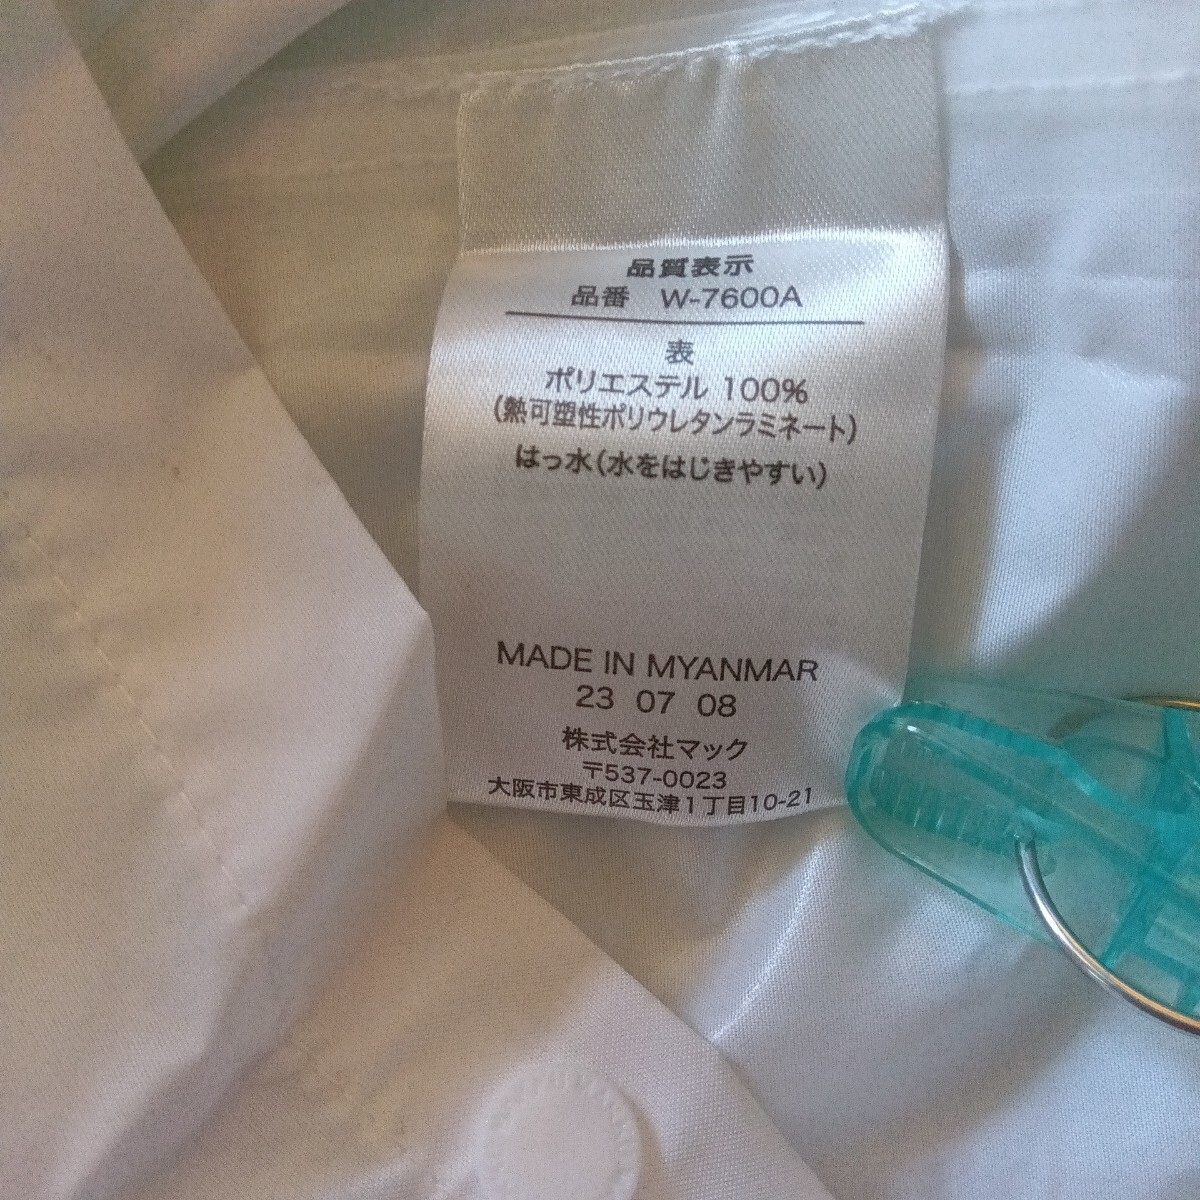 品質表示
品番　W-7600A
表
ポリエステル 100%
(熱可塑性ポリウレタンラミネート)
はっ水(水をはじきやすい)
MADE IN MYANMAR
23 07 08
株式会社マック
〒537-0023
大阪市東成区玉津1丁目10-21